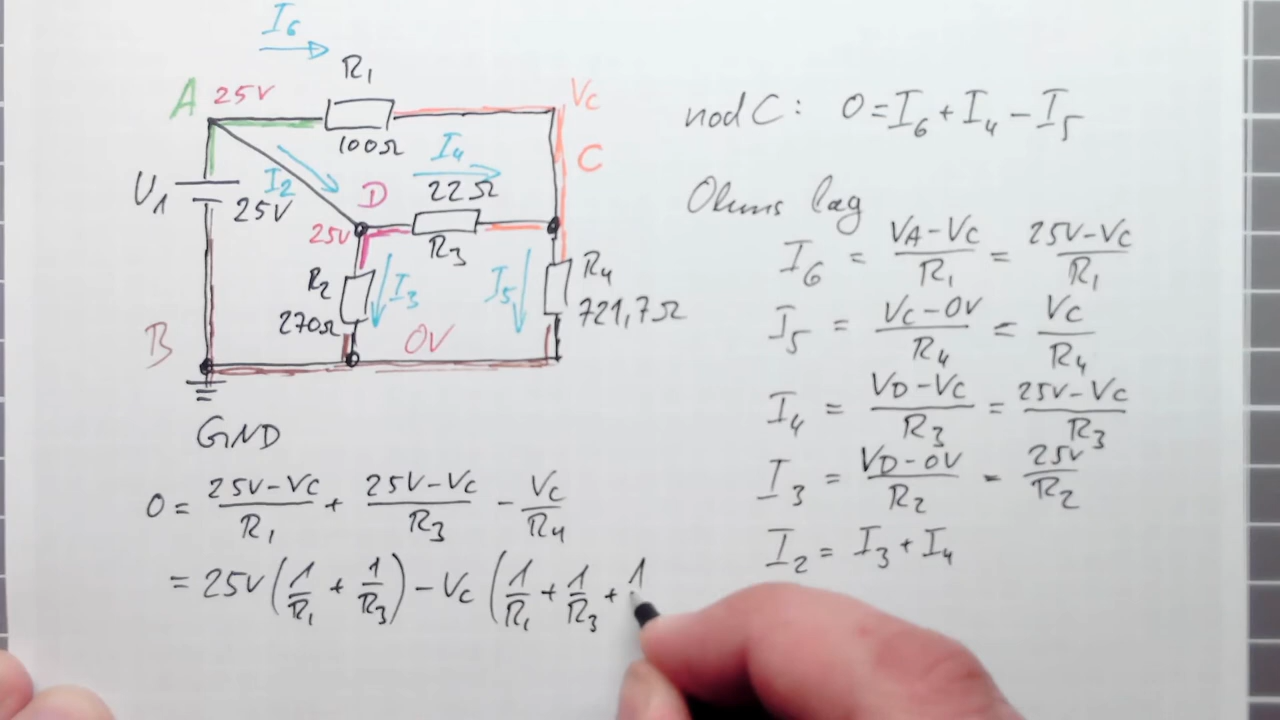 I6
R1
A 25V
VC
100Ω
I4
C
U1
I2
25V
D
22Ω
25V
R3
R2
I3
I5
R4
270Ω
721,7Ω
B
0V
GND
0 = (25V-VC)/R1 + (25V-VC)/R3 - VC/R4
= 25V (1/R1 + 1/R3) - VC (1/R1 + 1/R3 + 1
nod C: 0 = I6 + I4 - I5
Ohms lag
I6 = (VA-VC)/R1 = (25V-VC)/R1
I5 = (VC-0V)/R4 = VC/R4
I4 = (VD-VC)/R3 = (25V-VC)/R3
I3 = (VD-0V)/R2 = 25V/R2
I2 = I3 + I4